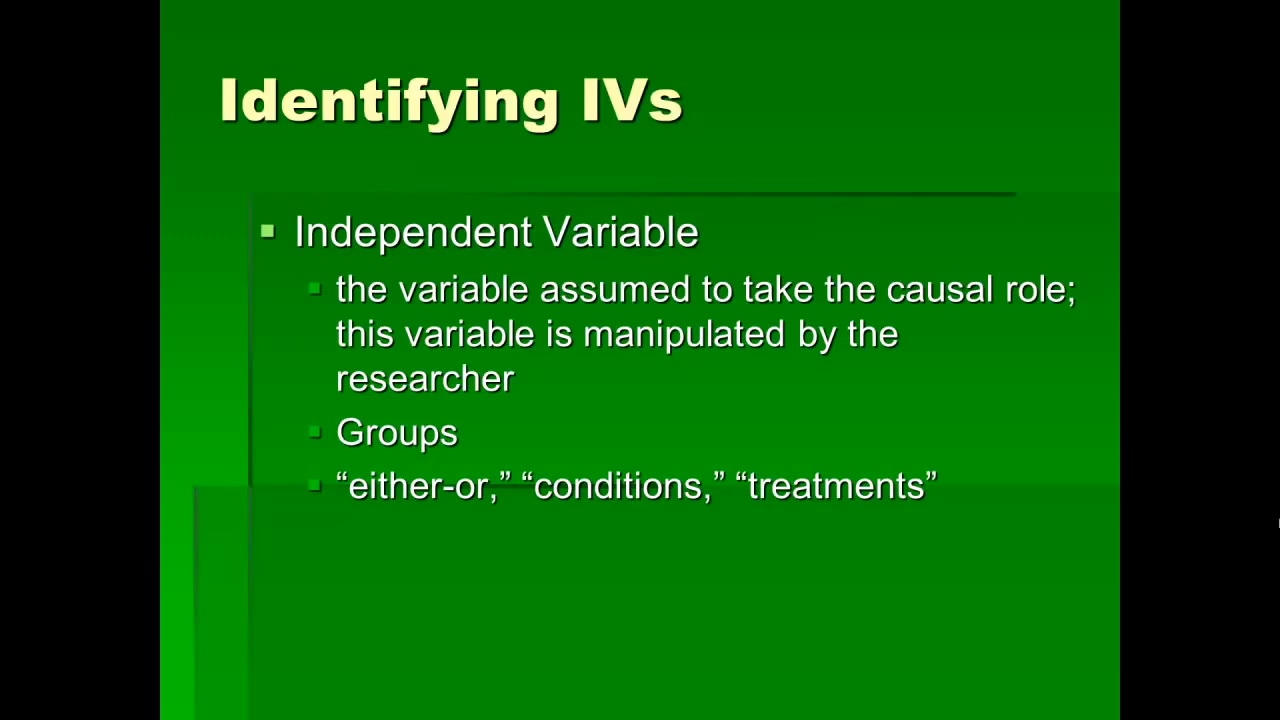 Identifying IVs
Independent Variable
the variable assumed to take the causal role;
this variable is manipulated by the
researcher
Groups
“either-or,” “conditions,” “treatments”